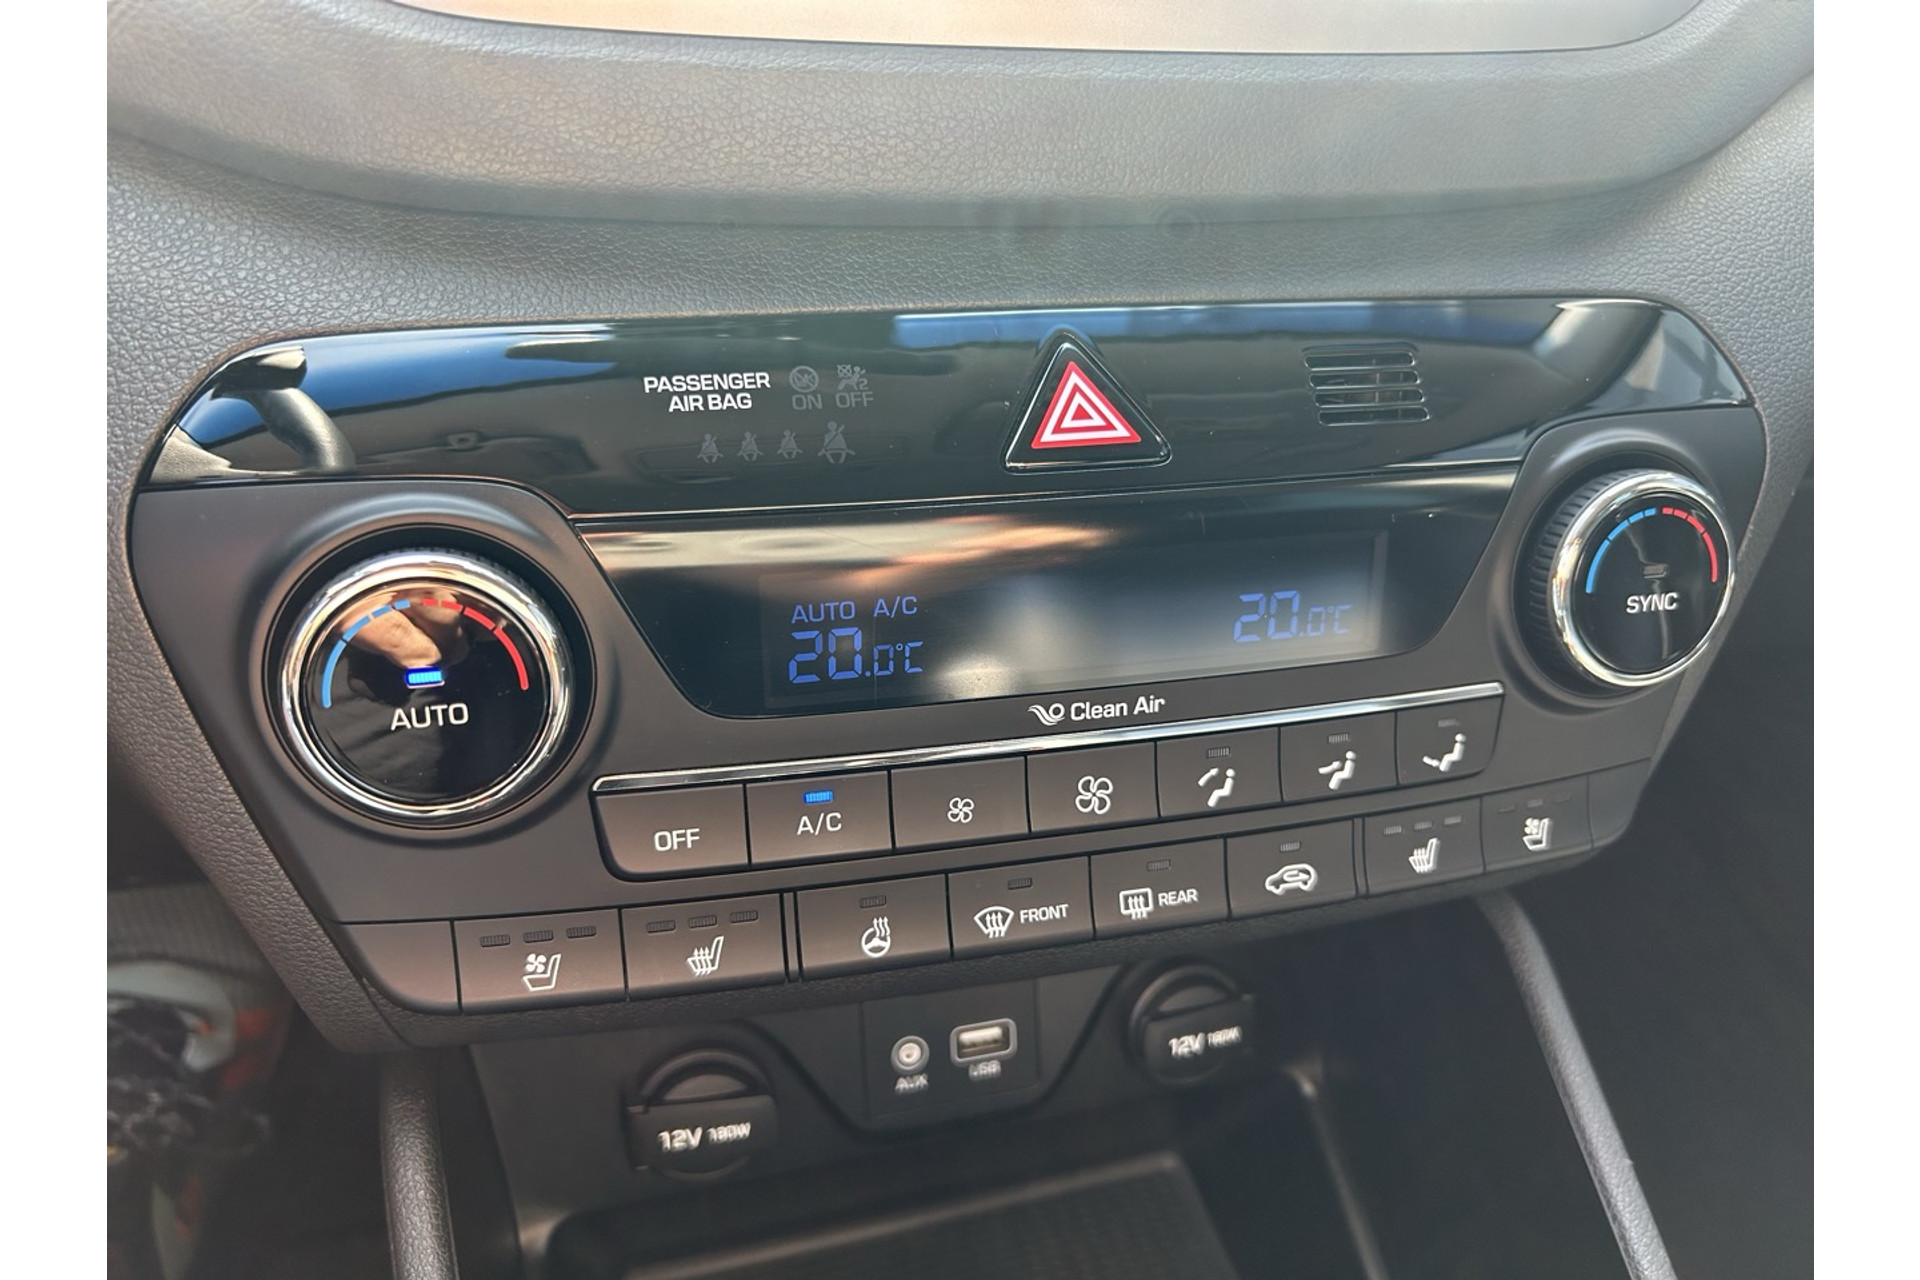 PASSENGER
AIR BAG
ON OFF
2
AUTO A/C
20.0°C
20.0°C
AUTO
SYNC
Clean Air
OFF
A/C
FRONT
REAR
AUX
USB
12V 180W
12V 180W